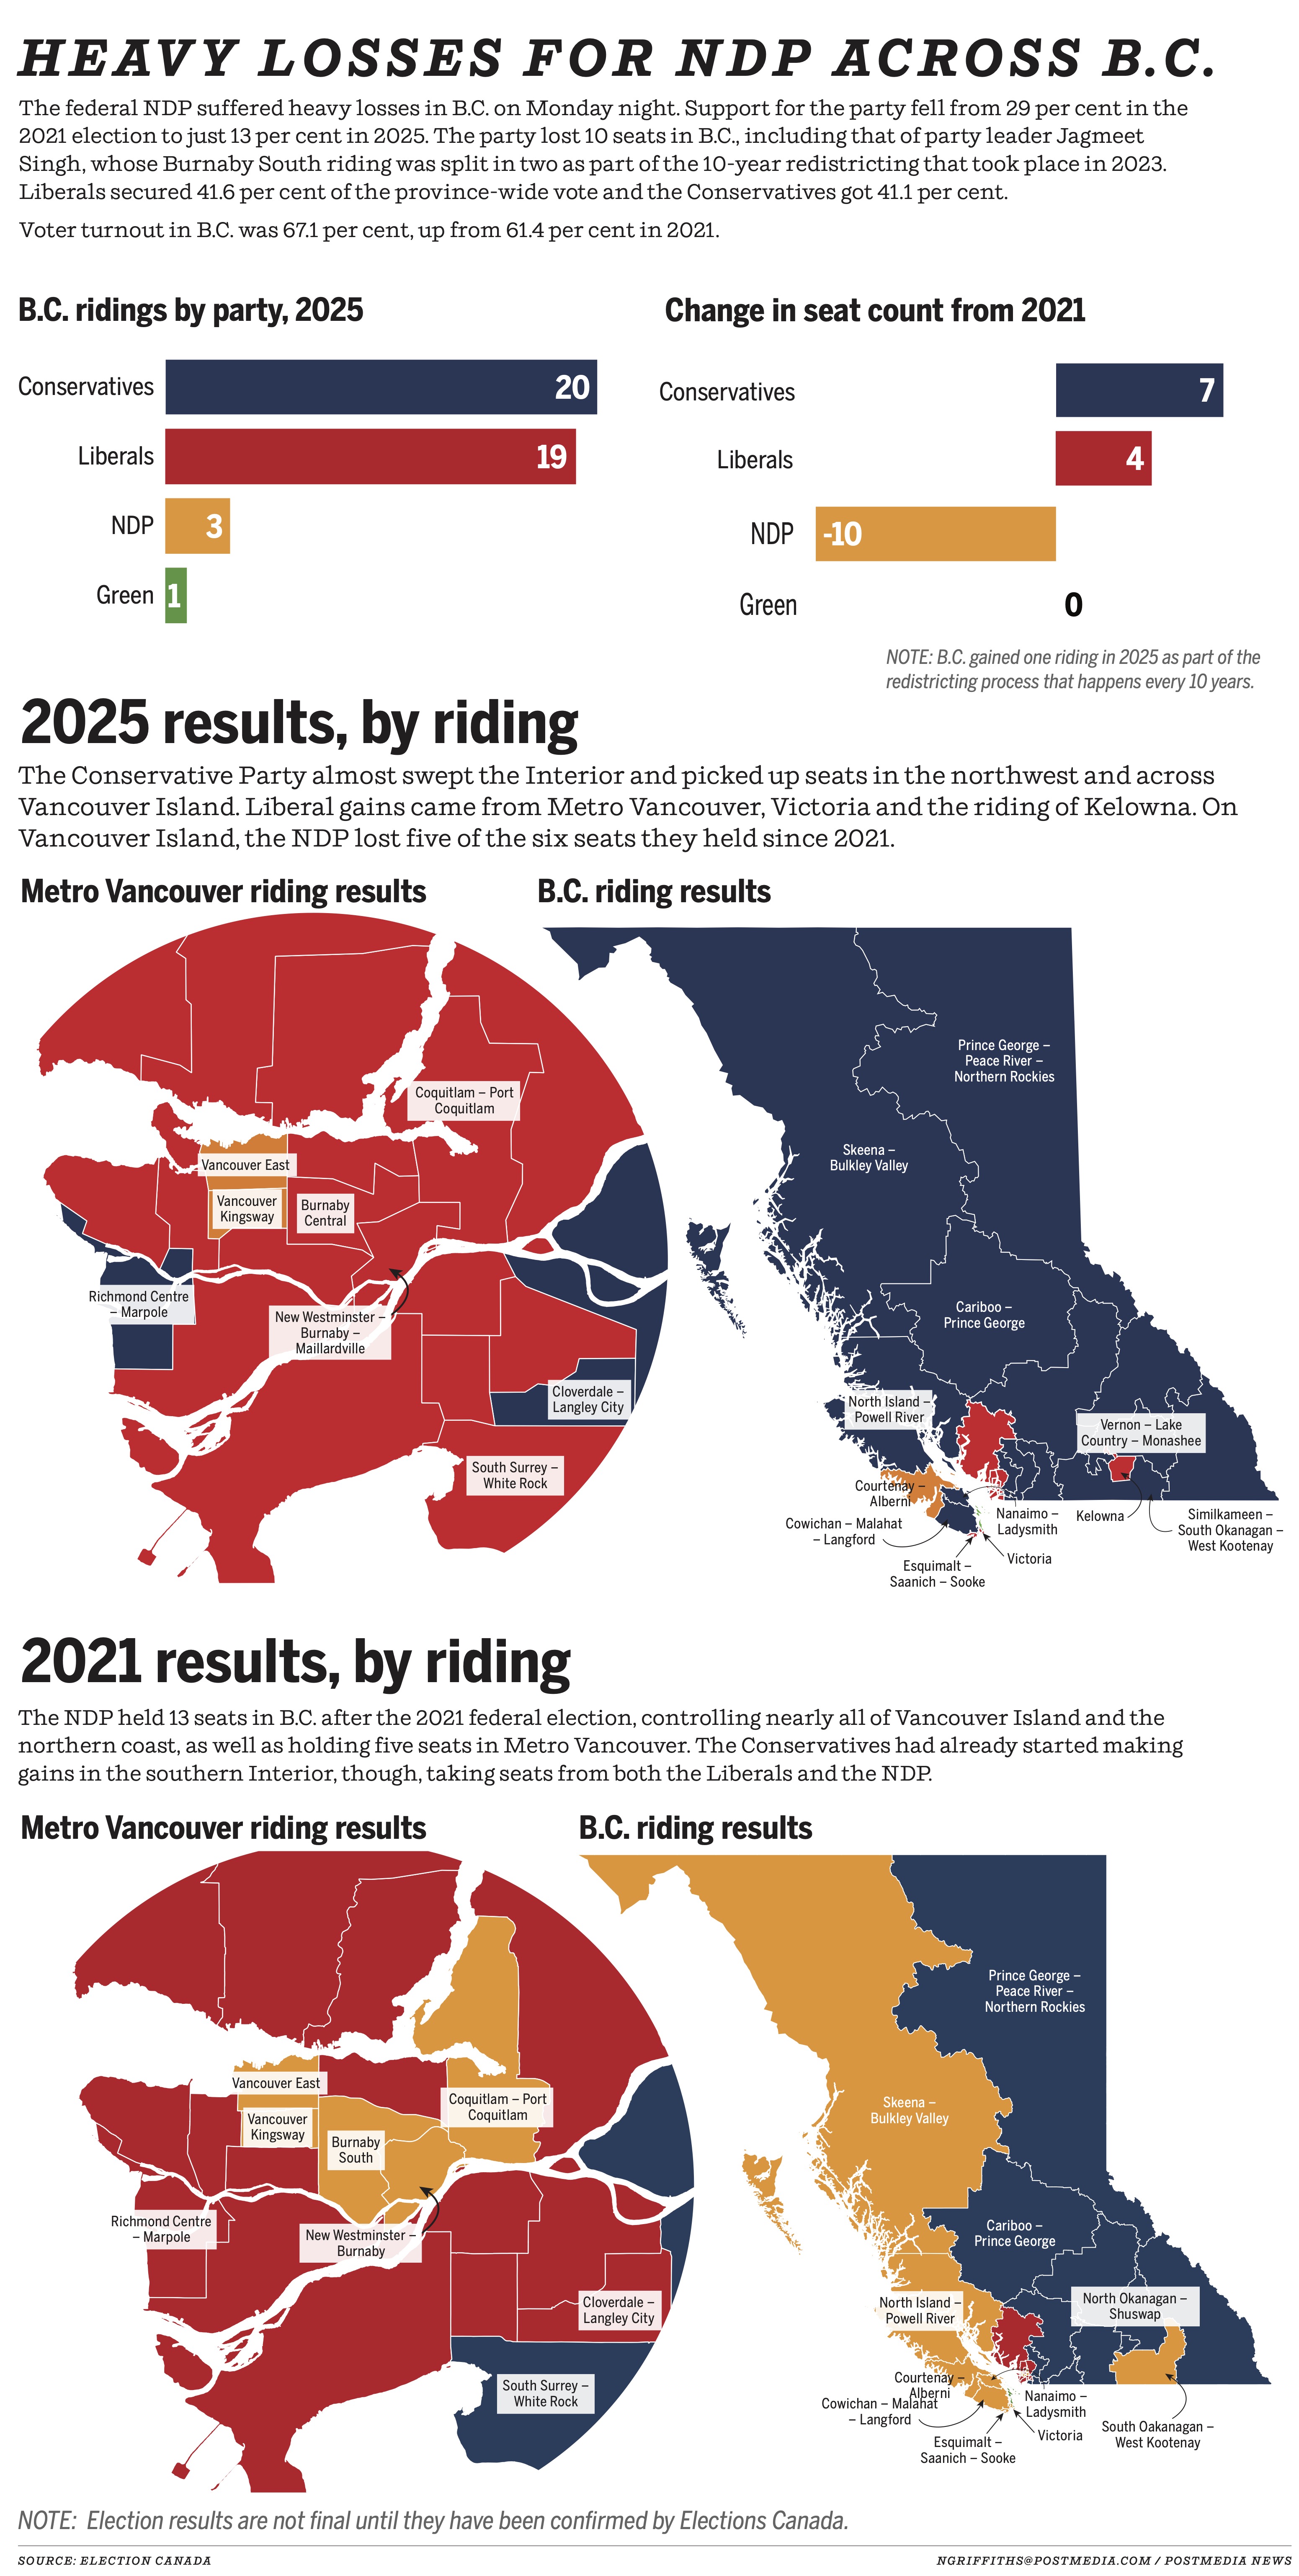 HEAVY LOSSES FOR NDP ACROSS B.C.
The federal NDP suffered heavy losses in B.C. on Monday night. Support for the party fell from 29 per cent in the
2021 election to just 13 per cent in 2025. The party lost 10 seats in B.C., including that of party leader Jagmeet
Singh, whose Burnaby South riding was split in two as part of the 10-year redistricting that took place in 2023.
Liberals secured 41.6 per cent of the province-wide vote and the Conservatives got 41.1 per cent.
Voter turnout in B.C. was 67.1 per cent, up from 61.4 per cent in 2021.
B.C. ridings by party, 2025
Conservatives
20
Liberals
19
NDP
3
Green
1
Change in seat count from 2021
Conservatives
7
Liberals
4
NDP
-10
Green
0
NOTE: B.C. gained one riding in 2025 as part of the
redistricting process that happens every 10 years.
2025 results, by riding
The Conservative Party almost swept the Interior and picked up seats in the northwest and across
Vancouver Island. Liberal gains came from Metro Vancouver, Victoria and the riding of Kelowna. On
Vancouver Island, the NDP lost five of the six seats they held since 2021.
Metro Vancouver riding results
Coquitlam – Port
Coquitlam
Vancouver East
Vancouver
Kingsway
Burnaby
Central
Richmond Centre
– Marpole
New Westminster –
Burnaby –
Maillardville
Cloverdale –
Langley City
South Surrey –
White Rock
B.C. riding results
Prince George –
Peace River –
Northern Rockies
Skeena –
Bulkley Valley
Cariboo –
Prince George
North Island –
Powell River
Vernon – Lake
Country – Monashee
Courtenay –
Alberni
Cowichan – Malahat
– Langford
Nanaimo –
Ladysmith
Kelowna
Similkameen –
South Okanagan –
West Kootenay
Victoria
Esquimalt –
Saanich – Sooke
2021 results, by riding
The NDP held 13 seats in B.C. after the 2021 federal election, controlling nearly all of Vancouver Island and the
northern coast, as well as holding five seats in Metro Vancouver. The Conservatives had already started making
gains in the southern Interior, though, taking seats from both the Liberals and the NDP.
Metro Vancouver riding results
Vancouver East
Coquitlam – Port
Coquitlam
Vancouver
Kingsway
Burnaby
South
Richmond Centre
– Marpole
New Westminster –
Burnaby
Cloverdale –
Langley City
South Surrey –
White Rock
B.C. riding results
Prince George –
Peace River –
Northern Rockies
Skeena –
Bulkley Valley
Cariboo –
Prince George
North Island –
Powell River
North Okanagan –
Shuswap
Courtenay –
Alberni
Cowichan – Malahat
– Langford
Nanaimo –
Ladysmith
Victoria
Esquimalt –
Saanich – Sooke
South Oakanagan –
West Kootenay
NOTE: Election results are not final until they have been confirmed by Elections Canada.
SOURCE: ELECTION CANADA
NGRIFFITHS@POSTMEDIA.COM / POSTMEDIA NEWS